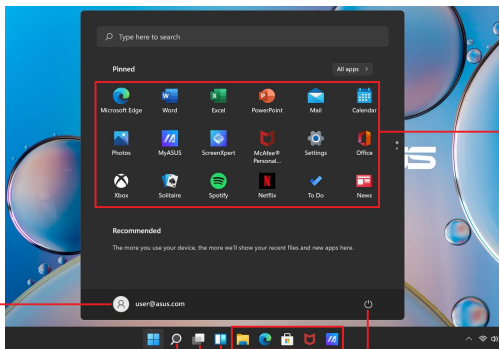 Type here to search
Pinned
All apps >
Microsoft Edge
Word
Excel
PowerPoint
Mail
Calendar
Photos
MyASUS
ScreenXpert
McAfee®
Personal...
Settings
Office
Xbox
Solitaire
Spotify
Netflix
To Do
News
Recommended
The more you use your device, the more we'll show your recent files and new apps here.
user@asus.com